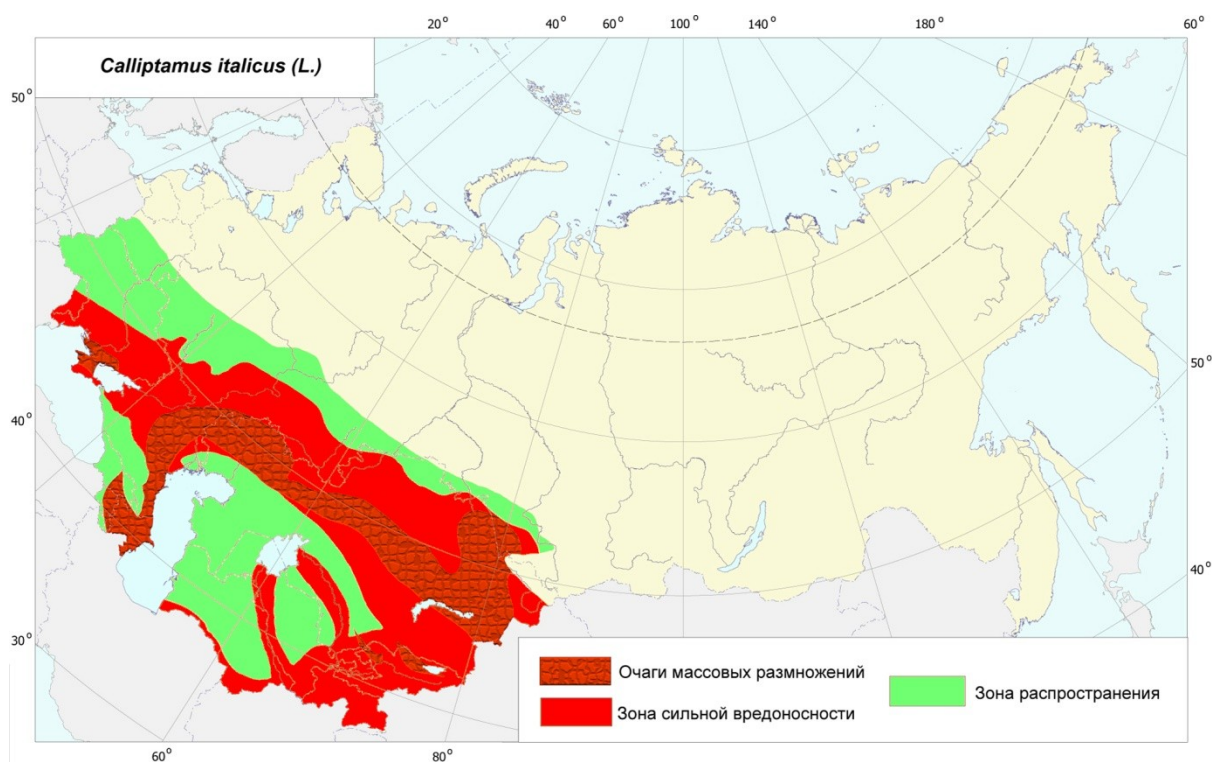 20° 40° 60° 100° 140° 180° 60°
Calliptamus italicus (L.)
50°
50°
40°
40°
30°
Очаги массовых размножений
Зона распространения
Зона сильной вредоносности
60° 80°